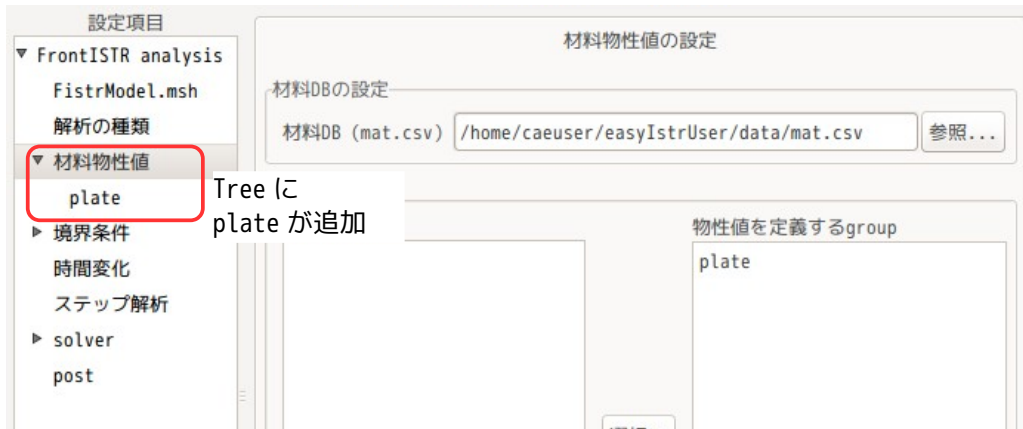 設定項目
FrontISTR analysis
FistrModel.msh
解析の種類
材料物性値
plate
境界条件
時間変化
ステップ解析
solver
post
Tree に
plate が追加
材料物性値の設定
材料DBの設定
材料DB (mat.csv) /home/caeuser/easyIstrUser/data/mat.csv 参照...
物性値を定義するgroup
plate